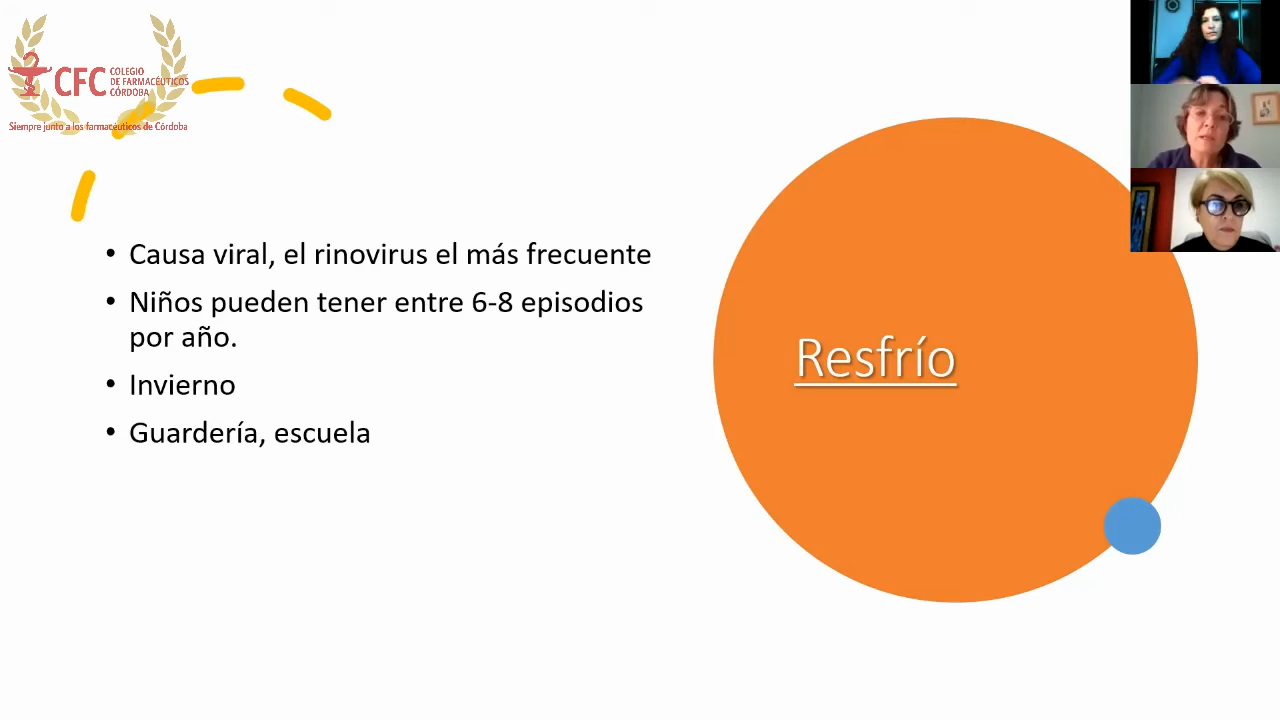 CFC
COLEGIO
DE FARMACÉUTICOS
CÓRDOBA
Siempre junto a los farmacéuticos de Córdoba
• Causa viral, el rinovirus el más frecuente
• Niños pueden tener entre 6-8 episodios
por año.
• Invierno
• Guardería, escuela
Resfrío